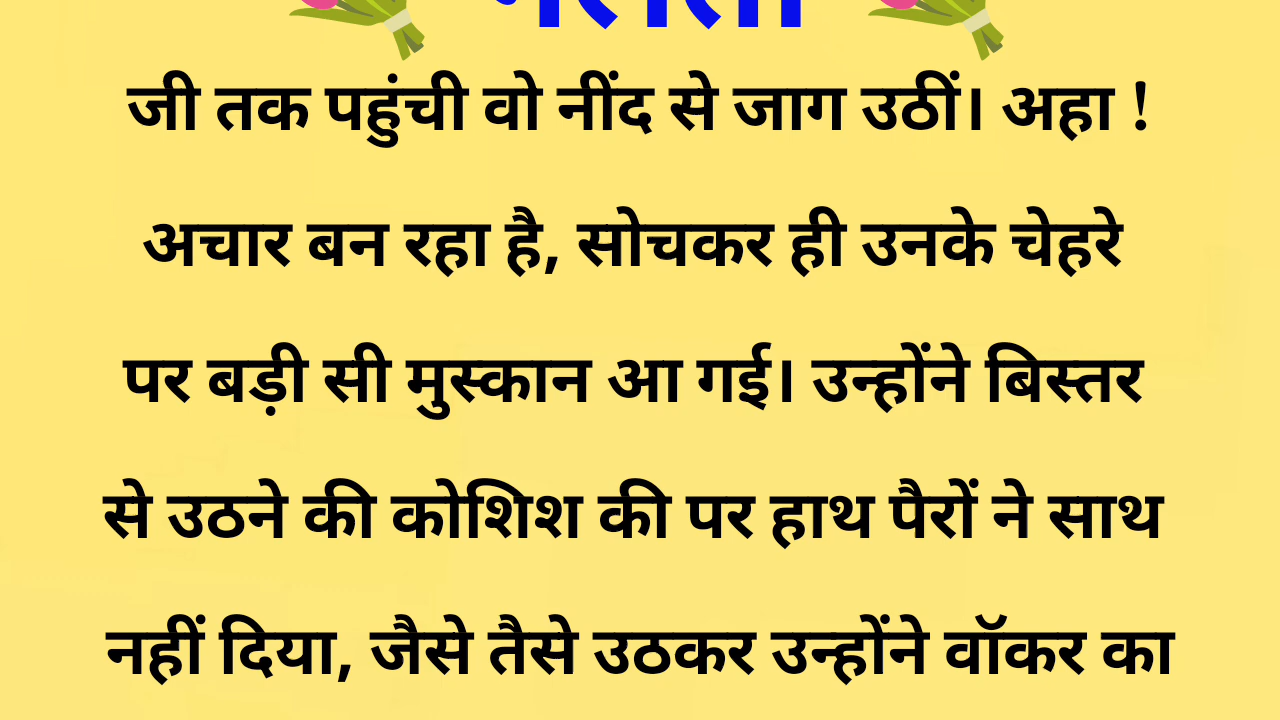 जी तक पहुंची वो नींद से जाग उठीं। अहा !
अचार बन रहा है, सोचकर ही उनके चेहरे
पर बड़ी सी मुस्कान आ गई। उन्होंने बिस्तर
से उठने की कोशिश की पर हाथ पैरों ने साथ
नहीं दिया, जैसे तैसे उठकर उन्होंने वॉकर का